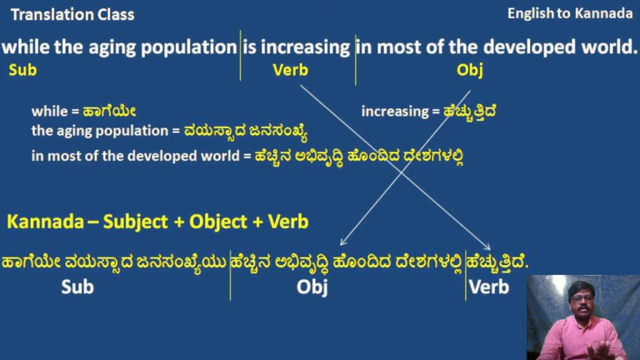 Translation Class
English to Kannada
while the aging population is increasing in most of the developed world.
Sub Verb Obj
while = ಹಾಗೆಯೇ
increasing = ಹೆಚ್ಚುತ್ತಿದೆ
the aging population = ವಯಸ್ಸಾದ ಜನಸಂಖ್ಯೆ
in most of the developed world = ಹೆಚ್ಚಿನ ಅಭಿವೃದ್ಧಿ ಹೊಂದಿದ ದೇಶಗಳಲ್ಲಿ
Kannada – Subject + Object + Verb
ಹಾಗೆಯೇ ವಯಸ್ಸಾದ ಜನಸಂಖ್ಯೆಯು ಹೆಚ್ಚಿನ ಅಭಿವೃದ್ಧಿ ಹೊಂದಿದ ದೇಶಗಳಲ್ಲಿ ಹೆಚ್ಚುತ್ತಿದೆ.
Sub Obj Verb